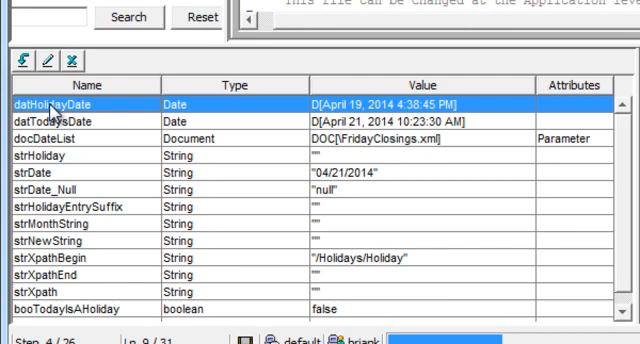 This file can be changed at the Application leve
Search Reset
Name Type Value Attributes
datHolidayDate Date D[April 19, 2014 4:38:45 PM]
datTodaysDate Date D[April 21, 2014 10:23:30 AM]
docDateList Document DOC[\FridayClosings.xml] Parameter
strHoliday String ""
strDate String "04/21/2014"
strDate_Null String "null"
strHolidayEntrySuffix String ""
strMonthString String ""
strNewString String ""
strXpathBegin String "/Holidays/Holiday"
strXpathEnd String ""
strXpath String ""
booTodayIsAHoliday boolean false
Step 4 / 26 Ln 9 / 31 default briank